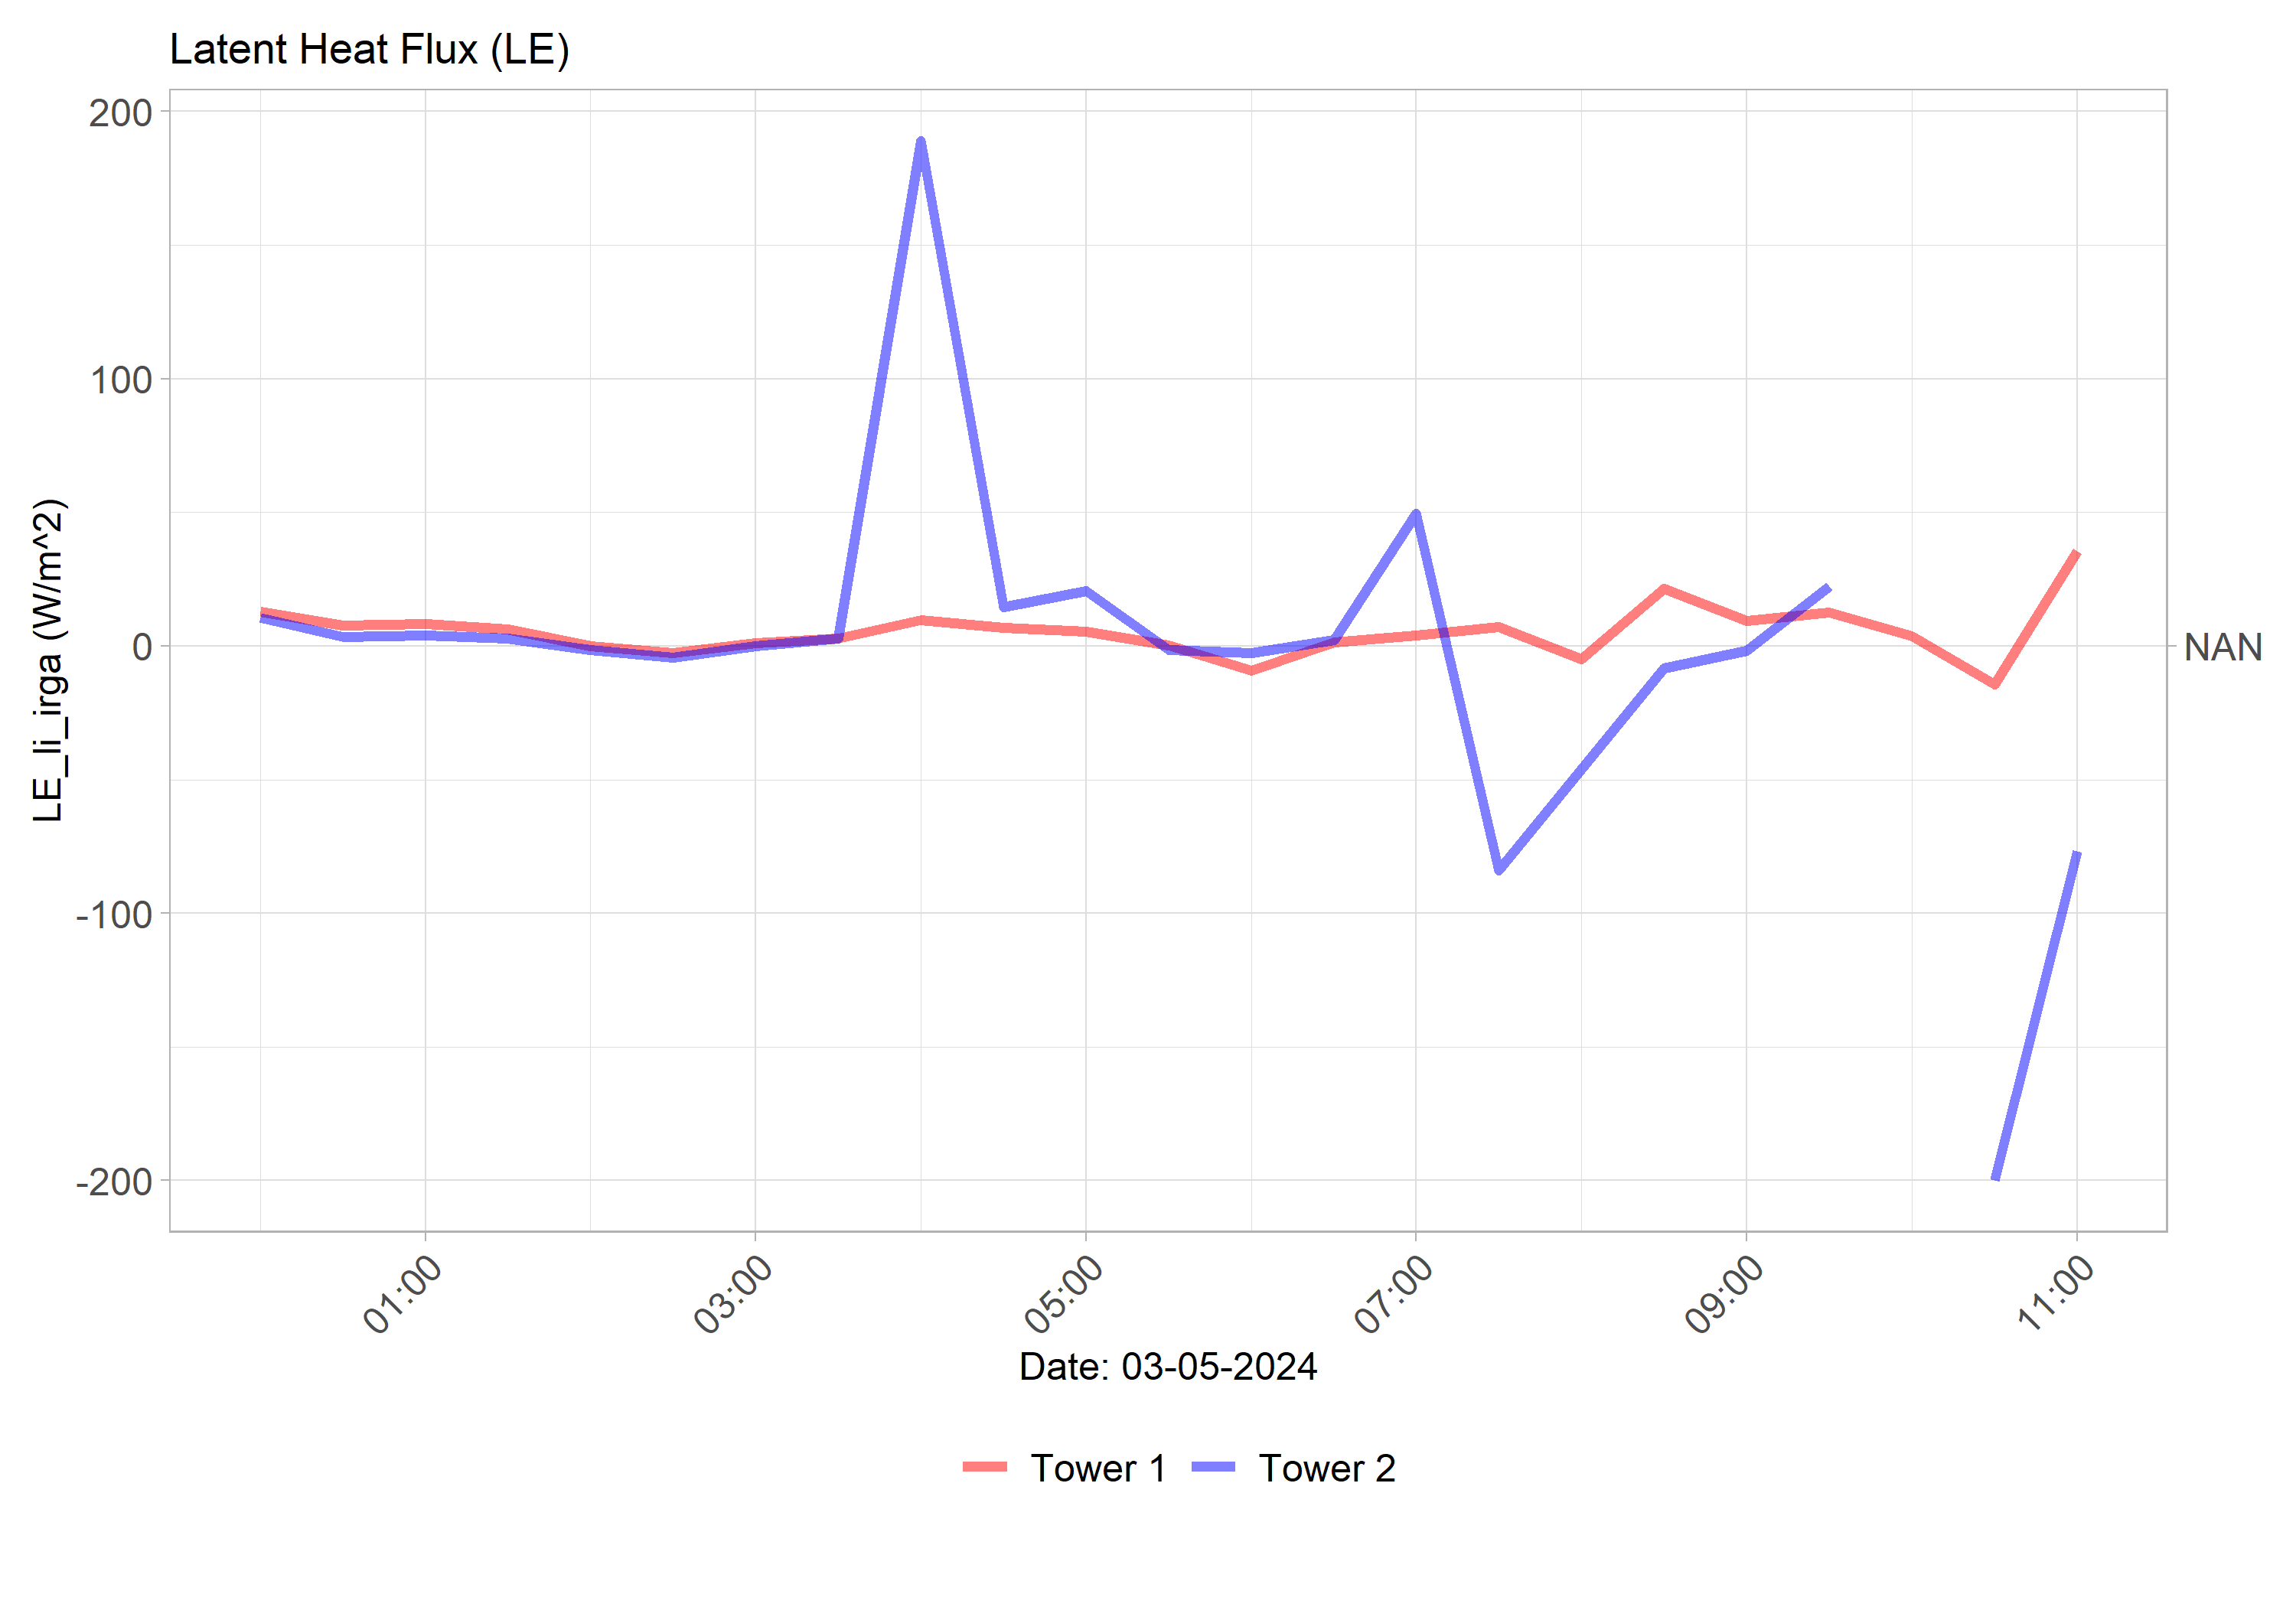 Latent Heat Flux (LE)
LE_li_irga (W/m^2)
200
100
0
-100
-200
NAN
01:00
03:00
05:00
07:00
09:00
11:00
Date: 03-05-2024
Tower 1
Tower 2